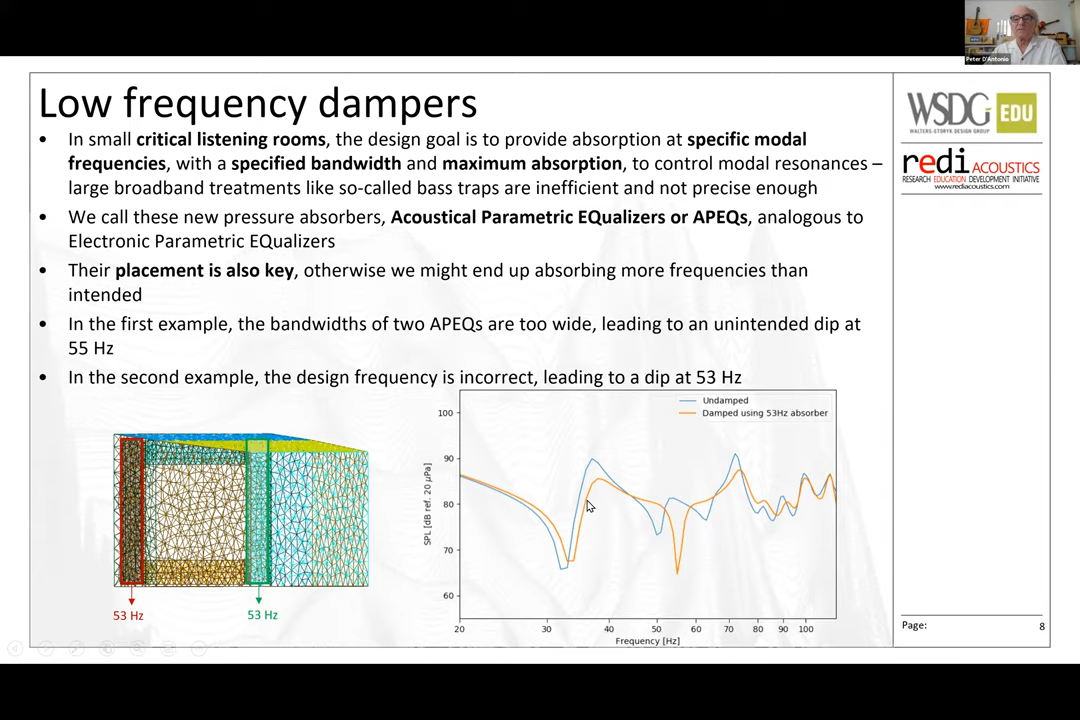 Peter D'Antonio
Low frequency dampers
• In small critical listening rooms, the design goal is to provide absorption at specific modal
frequencies, with a specified bandwidth and maximum absorption, to control modal resonances –
large broadband treatments like so-called bass traps are inefficient and not precise enough
• We call these new pressure absorbers, Acoustical Parametric EQualizers or APEQs, analogous to
Electronic Parametric EQualizers
• Their placement is also key, otherwise we might end up absorbing more frequencies than
intended
• In the first example, the bandwidths of two APEQs are too wide, leading to an unintended dip at
55 Hz
• In the second example, the design frequency is incorrect, leading to a dip at 53 Hz
53 Hz
53 Hz
Undamped
Damped using 53Hz absorber
SPL [dB ref. 20 μPa]
100
90
80
70
60
20
30
40
50
60
70
80
90
100
Frequency [Hz]
WSDG EDU
WALTERS-STORYK DESIGN GROUP
redi ACOUSTICS
RESEARCH EDUCATION DEVELOPMENT INITIATIVE
www.rediacoustics.com
Page:
8